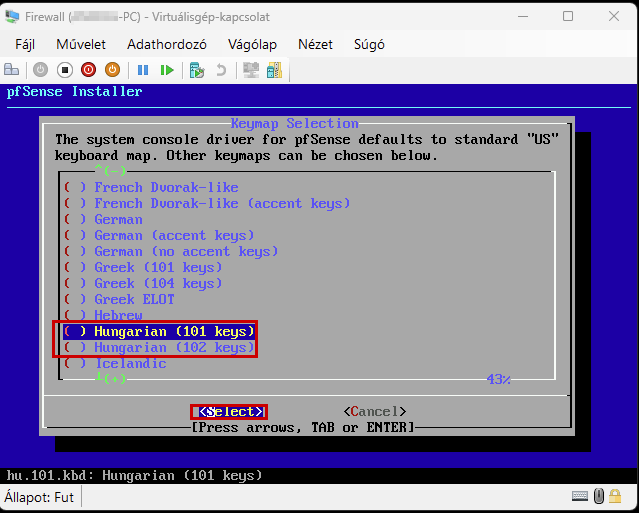 Firewall ( -PC) - Virtuálisgép-kapcsolat
Fájl Művelet Adathordozó Vágólap Nézet Súgó
pfSense Installer
Keymap Selection
The system console driver for pfSense defaults to standard "US"
keyboard map. Other keymaps can be chosen below.
^(-)
( ) French Dvorak-like
( ) French Dvorak-like (accent keys)
( ) German
( ) German (accent keys)
( ) German (no accent keys)
( ) Greek (101 keys)
( ) Greek (104 keys)
( ) Greek ELOT
( ) Hebrew
( ) Hungarian (101 keys)
( ) Hungarian (102 keys)
( ) Icelandic
(+) 43%
<Select> <Cancel>
[Press arrows, TAB or ENTER]
hu.101.kbd: Hungarian (101 keys)
Állapot: Fut